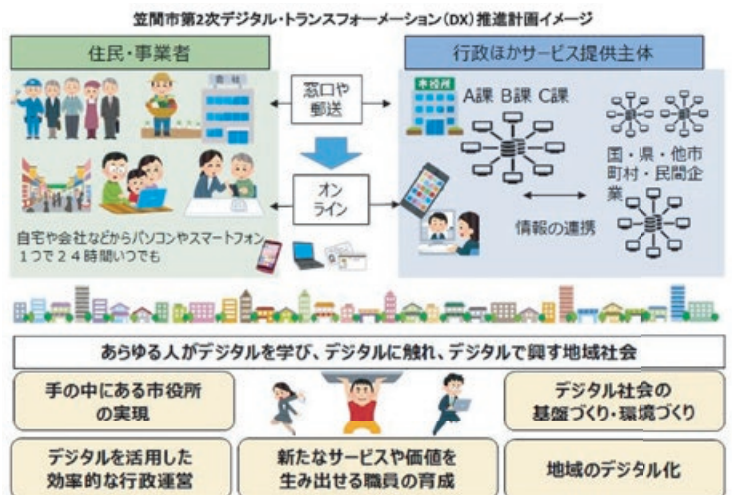 笠間市第2次デジタル・トランスフォーメーション(DX)推進計画イメージ
住民・事業者
会社
自宅や会社などからパソコンやスマートフォン
1つで24時間いつでも
窓口や
郵送
オン
ライン
行政ほかサービス提供主体
市役所
A課 B課 C課
国・県・他市
町村・民間企
業
情報の連携
あらゆる人がデジタルを学び、デジタルに触れ、デジタルで興す地域社会
手の中にある市役所
の実現
デジタル社会の
基盤づくり・環境づくり
デジタルを活用した
効率的な行政運営
新たなサービスや価値を
生み出せる職員の育成
地域のデジタル化